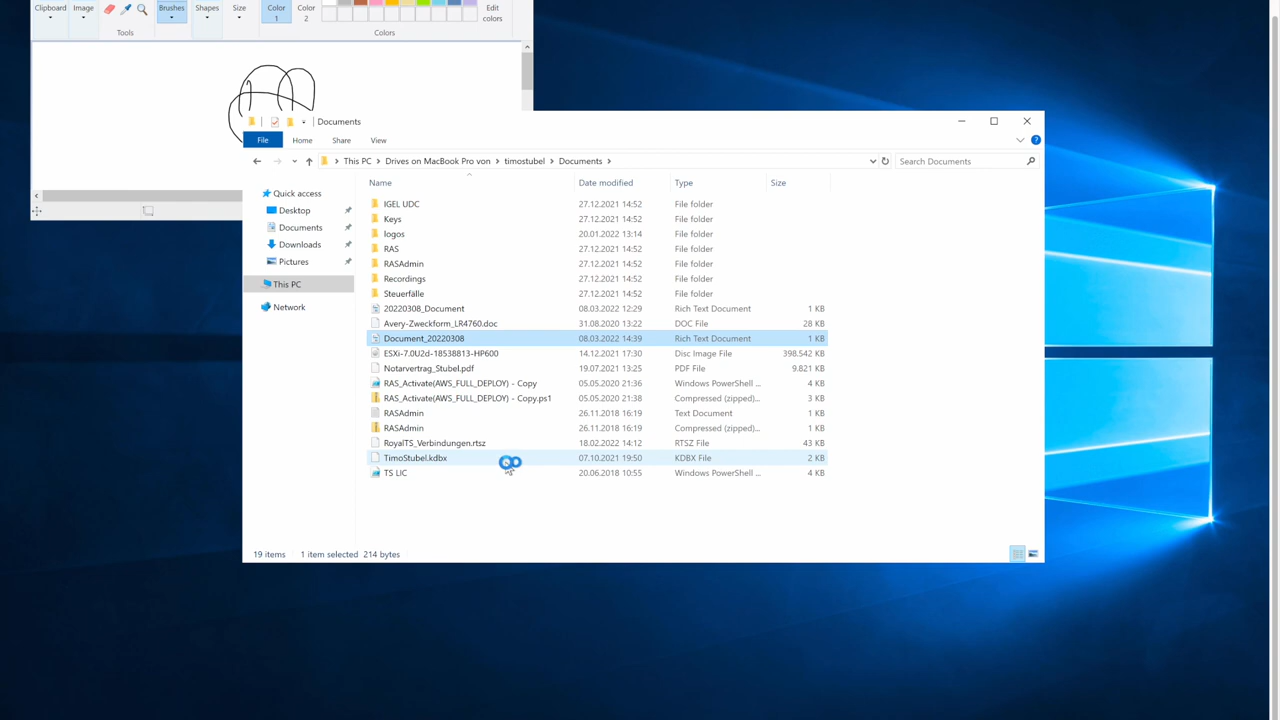 Clipboard Image Shapes Size Brushes Color 1 Color 2 Edit colors
Tools Colors
Documents
File Home Share View
This PC Drives on MacBook Pro von timostubel Documents Search Documents
Name Date modified Type Size
Quick access
Desktop
Documents
Downloads
Pictures
This PC
Network
IGEL UDC 27.12.2021 14:52 File folder
Keys 27.12.2021 14:52 File folder
logos 20.01.2022 13:14 File folder
RAS 27.12.2021 14:52 File folder
RASAdmin 27.12.2021 14:52 File folder
Recordings 27.12.2021 14:52 File folder
Steuerfälle 27.12.2021 14:52 File folder
20220308_Document 08.03.2022 12:29 Rich Text Document 1 KB
Avery-Zweckform_LR4760.doc 31.08.2020 13:22 DOC File 28 KB
Document_20220308 08.03.2022 14:39 Rich Text Document 1 KB
ESXi-7.0U2d-18538813-HP600 14.12.2021 17:30 Disc Image File 398.542 KB
Notarvertrag_Stubel.pdf 19.07.2021 13:25 PDF File 9.821 KB
RAS_Activate(AWS_FULL_DEPLOY) - Copy 05.05.2020 21:36 Windows PowerShell ... 4 KB
RAS_Activate(AWS_FULL_DEPLOY) - Copy.ps1 05.05.2020 21:38 Compressed (zipped)... 3 KB
RASAdmin 26.11.2018 16:19 Text Document 3 KB
RASAdmin 26.11.2018 16:19 Compressed (zipped)... 2 KB
RoyalTS_Verbindungen.rtsz 18.02.2022 14:12 RTSZ File 43 KB
TimoStubel.kdbx 07.10.2021 19:50 KDBX File 2 KB
TS LIC 20.06.2018 10:55 Windows PowerShell ... 4 KB
19 items 1 item selected 214 bytes